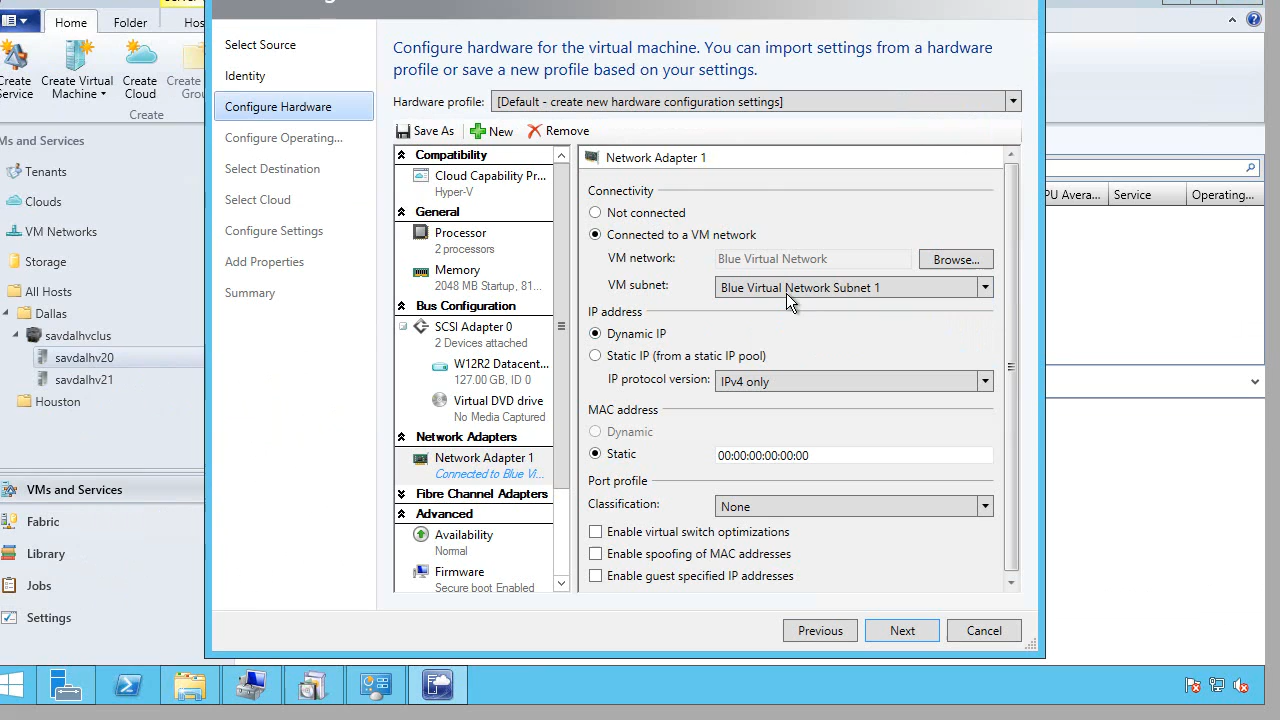 Home
Folder
Create Virtual
Machine
Create
Cloud
Create
Select Source
Identity
Configure Hardware
Configure Operating...
Select Destination
Select Cloud
Configure Settings
Add Properties
Summary
Tenants
Clouds
VM Networks
Storage
All Hosts
Dallas
savdalhvclus
savdalhv20
savdalhv21
Houston
VMs and Services
Fabric
Library
Jobs
Settings
Configure hardware for the virtual machine. You can import settings from a hardware
profile or save a new profile based on your settings.
Hardware profile: [Default - create new hardware configuration settings]
Save As New Remove
Compatibility
Cloud Capability Pr...
Hyper-V
General
Processor
2 processors
Memory
2048 MB Startup, 81...
Bus Configuration
SCSI Adapter 0
2 Devices attached
W12R2 Datacent...
127.00 GB, ID 0
Virtual DVD drive
No Media Captured
Network Adapters
Network Adapter 1
Connected to Blue Vi...
Fibre Channel Adapters
Advanced
Availability
Normal
Firmware
Secure boot Enabled
Network Adapter 1
Connectivity
Not connected
Connected to a VM network
VM network: Blue Virtual Network Browse...
VM subnet: Blue Virtual Network Subnet 1
IP address
Dynamic IP
Static IP (from a static IP pool)
IP protocol version: IPv4 only
MAC address
Dynamic
Static 00:00:00:00:00:00
Port profile
Classification: None
Enable virtual switch optimizations
Enable spoofing of MAC addresses
Enable guest specified IP addresses
Previous Next Cancel
PU Avera... Service Operating...